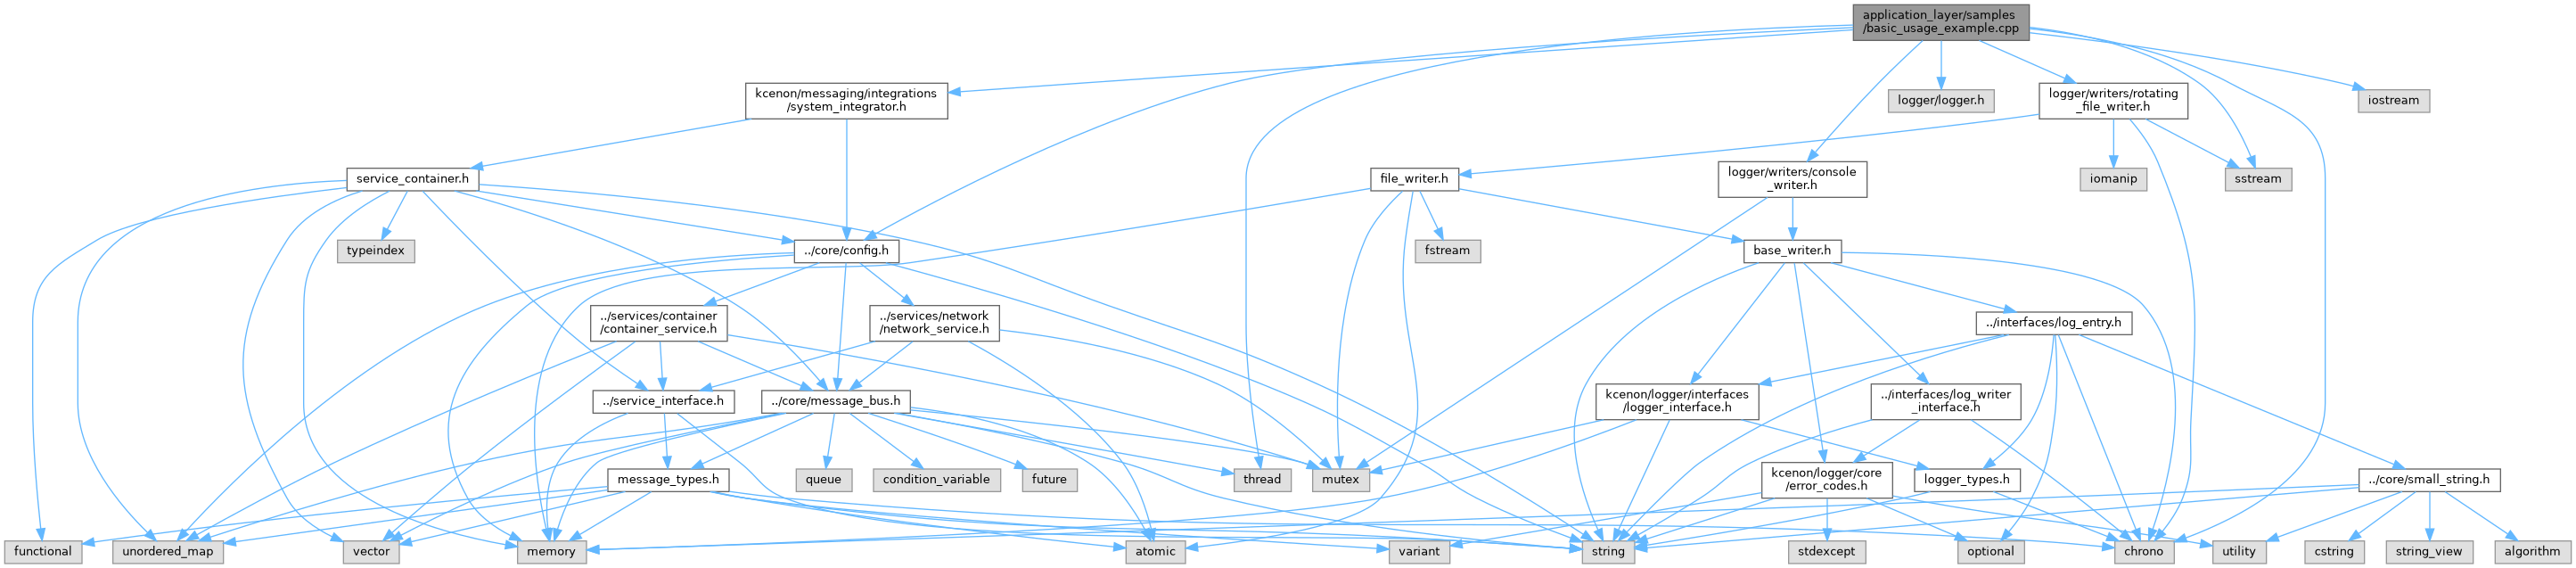 application_layer/samples
/basic_usage_example.cpp
kcenon/messaging/integrations
/system_integrator.h
logger/logger.h
logger/writers/rotating
_file_writer.h
iostream
service_container.h
file_writer.h
logger/writers/console
_writer.h
iomanip
sstream
typeindex
../core/config.h
fstream
base_writer.h
../services/container
/container_service.h
../services/network
/network_service.h
../interfaces/log_entry.h
../service_interface.h
../core/message_bus.h
kcenon/logger/interfaces
/logger_interface.h
../interfaces/log_writer
_interface.h
message_types.h
queue
condition_variable
future
thread
mutex
kcenon/logger/core
/error_codes.h
logger_types.h
../core/small_string.h
functional
unordered_map
vector
memory
atomic
variant
string
stdexcept
optional
chrono
utility
cstring
string_view
algorithm